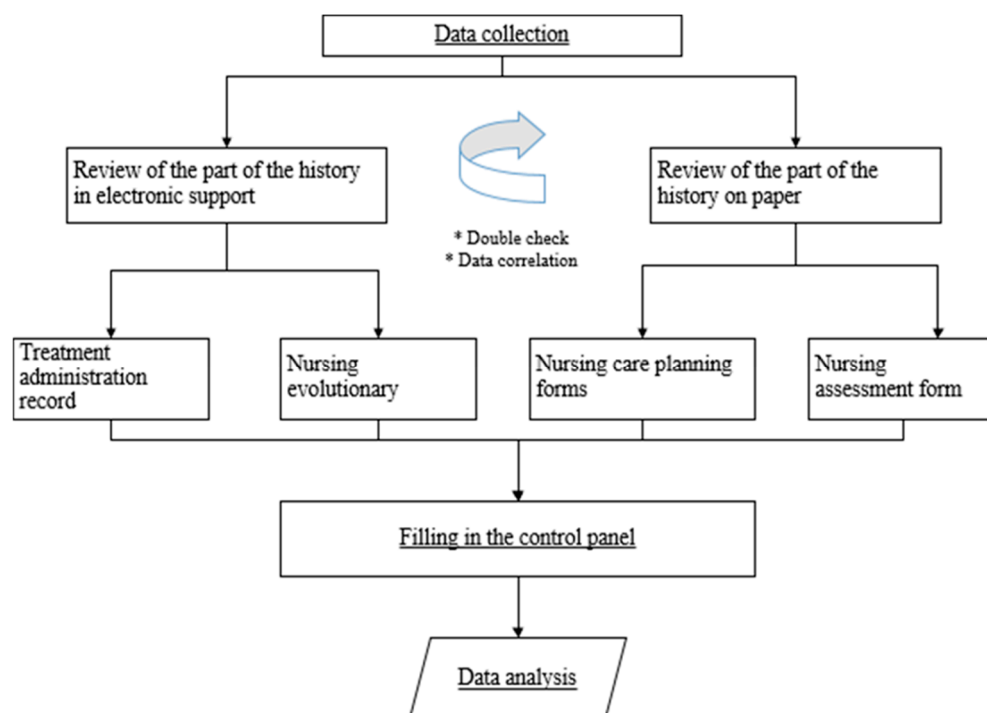 Data collection
Review of the part of the history
in electronic support
Review of the part of the
history on paper
* Double check
* Data correlation
Treatment
administration
record
Nursing
evolutionary
Nursing care planning
forms
Nursing
assessment form
Filling in the control panel
Data analysis